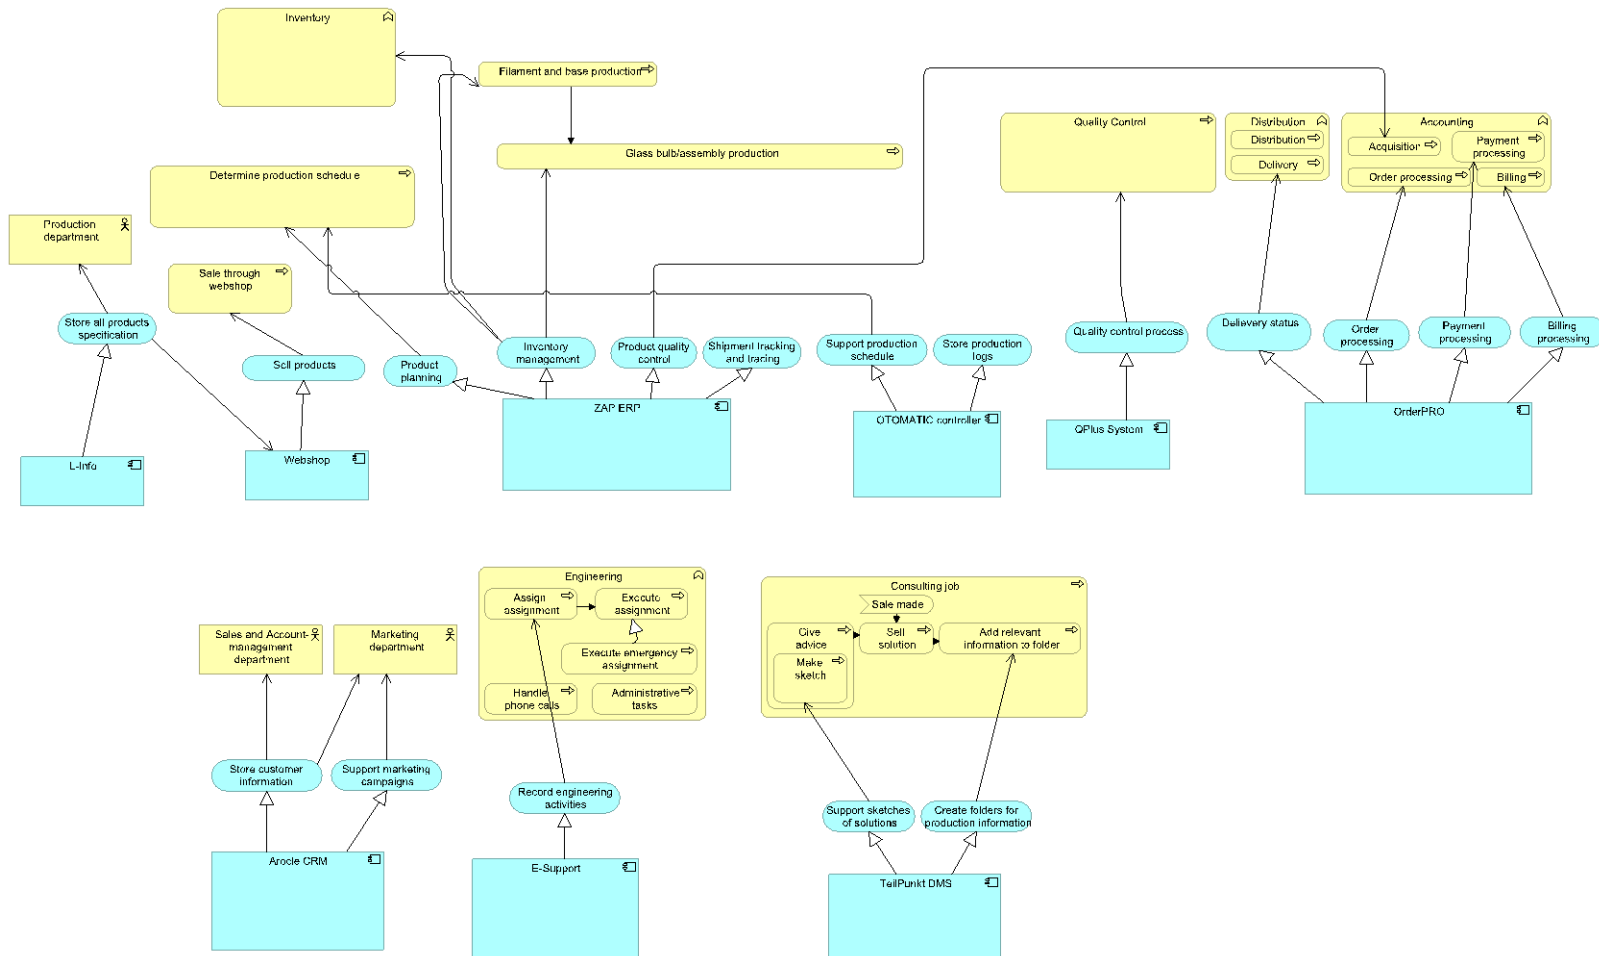 Inventory
Filament and base production
Glass bulb/assembly production
Determine production schedule
Quality Control
Distribution
Distribution
Delivery
Accounting
Acquisition
Payment
processing
Order processing
Billing
Production
department
Sale through
webshop
Store all products
specification
Sell products
Product
planning
Inventory
management
Product quality
control
Shipment tracking
and tracing
Support production
schedule
Store production
logs
Quality control process
Delievery status
Order
processing
Payment
processing
Billing
processing
L-Info
Webshop
ZAP ERP
OTOMATIC controller
QPlus System
OrderPRO
Sales and Account-
management
department
Marketing
department
Engineering
Assign
assignment
Execute
assignment
Execute emergency
assignment
Handle
phone calls
Administrative
tasks
Consulting job
Sale made
Give
advice
Make
sketch
Sell
solution
Add relevant
information to folder
Store customer
information
Support marketing
campaigns
Record engineering
activities
Support sketches
of solutions
Create folders for
production information
Arocle CRM
E-Support
TeilPunkt DMS